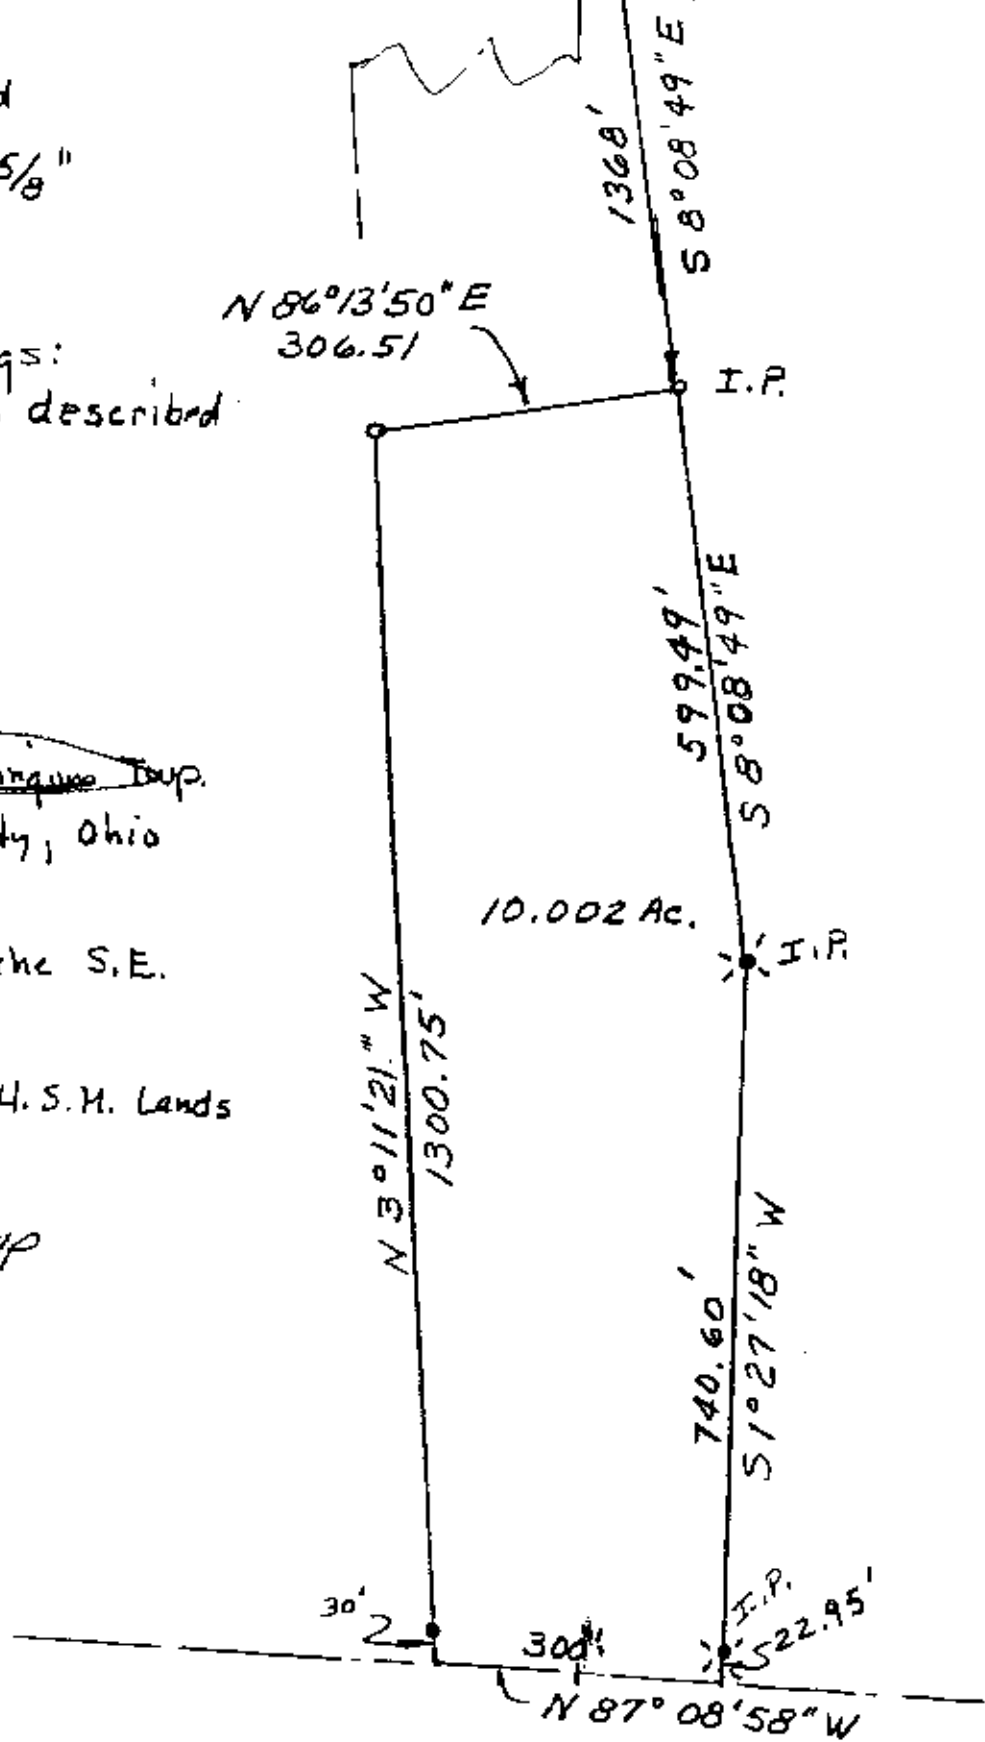 5/8"
1368'
S 8°08'49"E
N 86°13'50"E
306.51
I.P.
described
599.49'
S 8°08'49"E
Twp.
Ohio
10.002 Ac.
I.P.
the S.E.
N 3°11'21."' W
1300.75'
U.S.M. Lands
740.60'
S 1°27'18" W
I.P.
30'
300'
22.95'
N 87°08'58" W